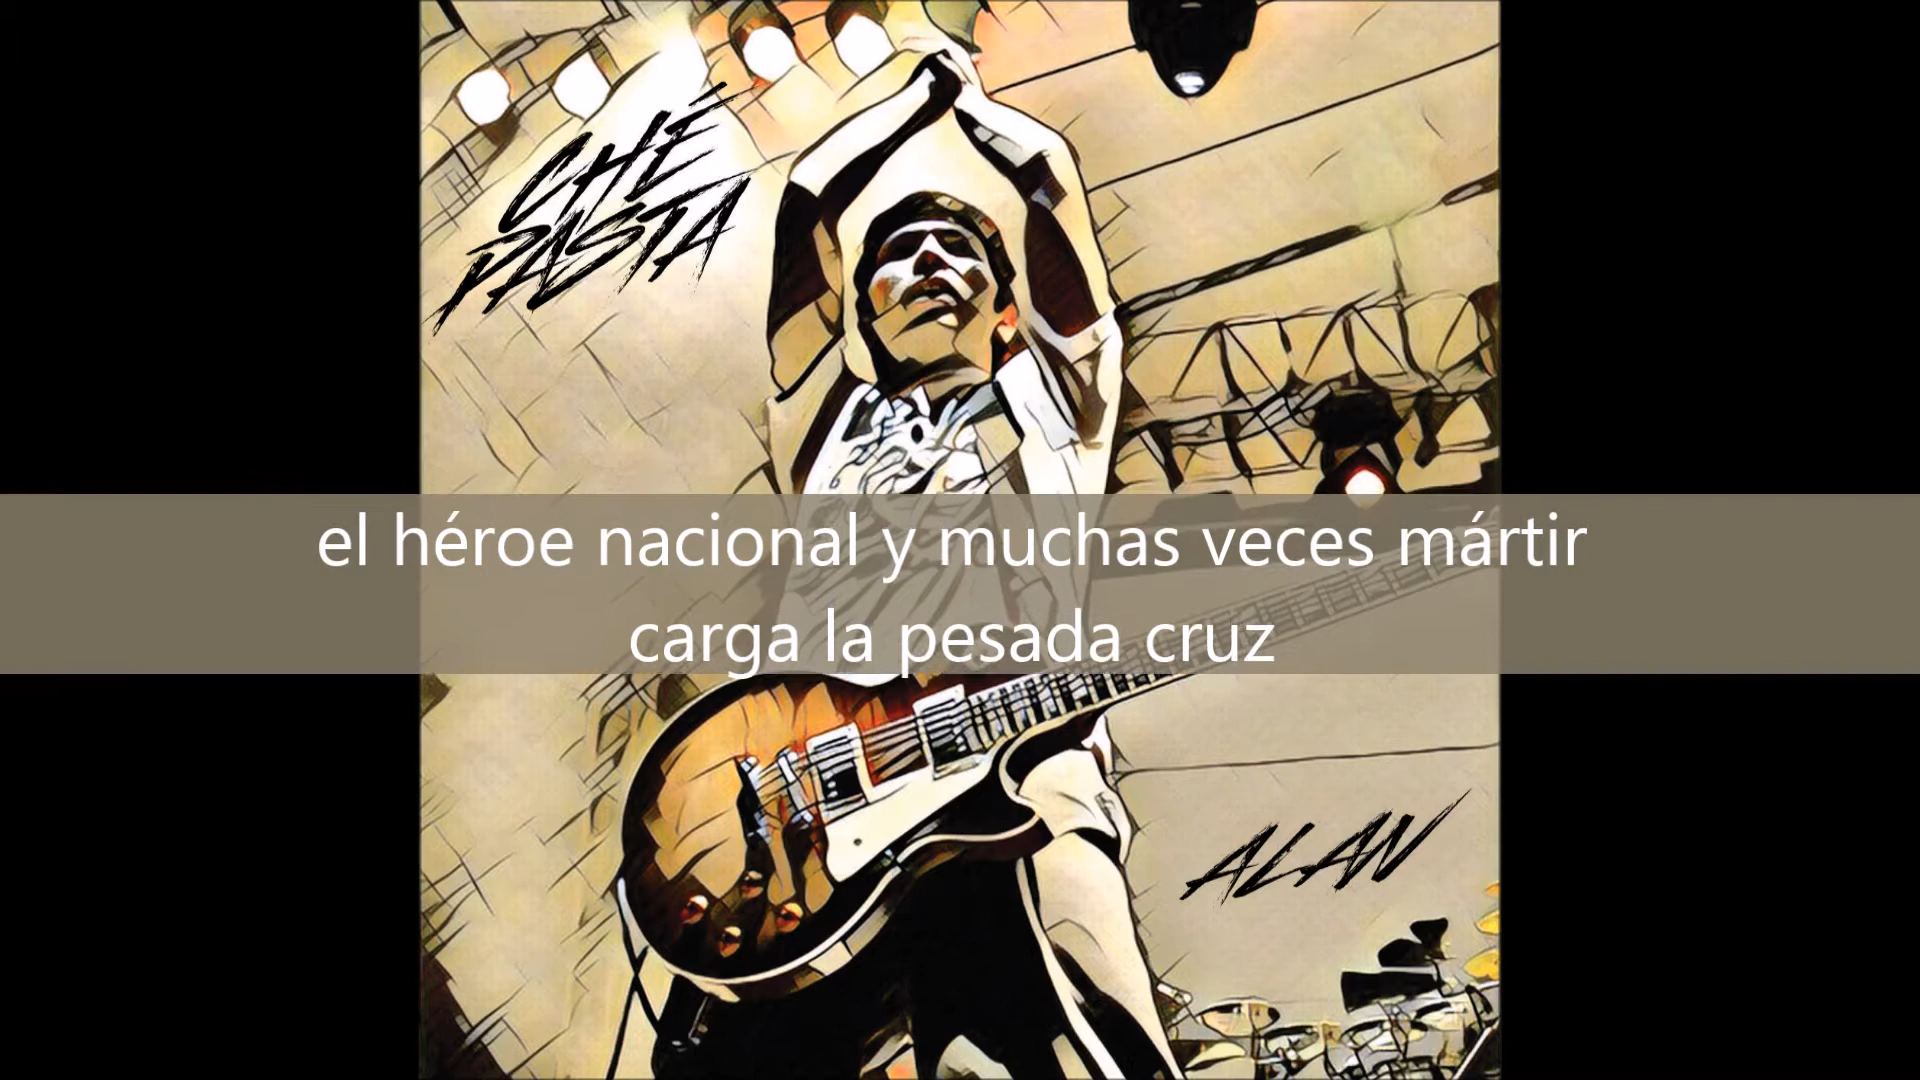 CHÉ
PASTA
el héroe nacional y muchas veces mártir
carga la pesada cruz
ALAN